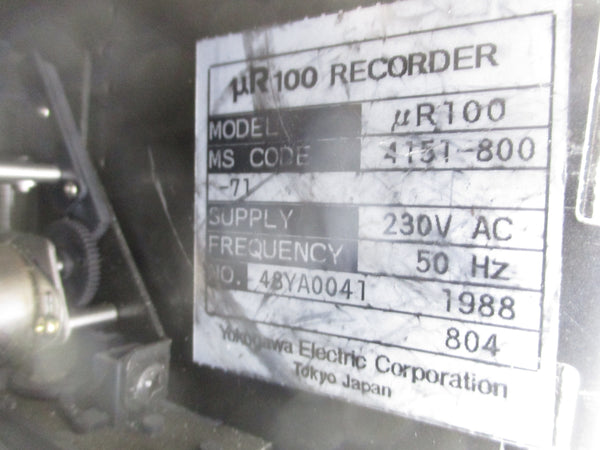 µR100 RECORDER
MODEL µR100
MS CODE 4151-800
-71
SUPPLY 230V AC
FREQUENCY 50 Hz
NO. 48YA0041 1988
804
Yokogawa Electric Corporation
Tokyo Japan